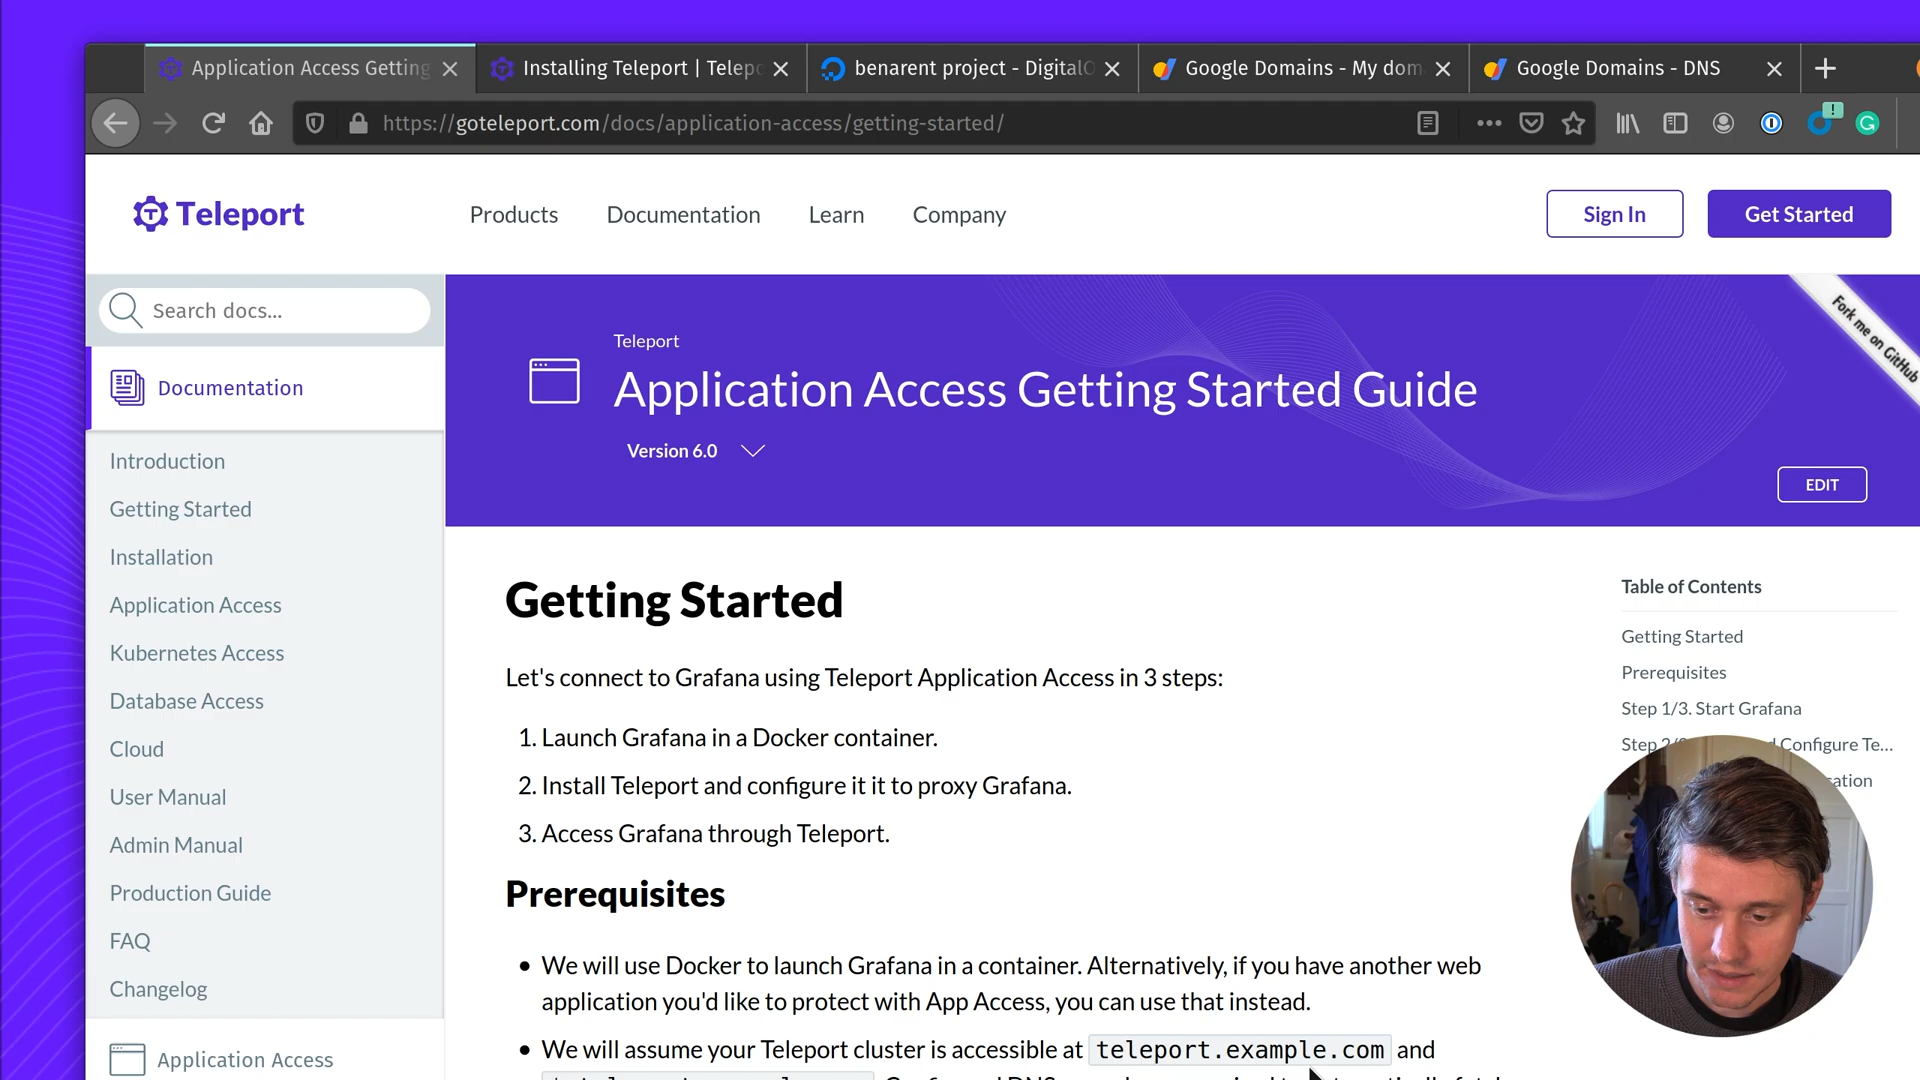 Application Access Getting
Installing Teleport | Telepo
benarent project - DigitalO
Google Domains - My dom
Google Domains - DNS
https://goteleport.com/docs/application-access/getting-started/
Teleport
Products
Documentation
Learn
Company
Sign In
Get Started
Search docs...
Documentation
Introduction
Getting Started
Installation
Application Access
Kubernetes Access
Database Access
Cloud
User Manual
Admin Manual
Production Guide
FAQ
Changelog
Application Access
Teleport
Application Access Getting Started Guide
Version 6.0
Fork me on GitHub
EDIT
Getting Started
Let's connect to Grafana using Teleport Application Access in 3 steps:
1. Launch Grafana in a Docker container.
2. Install Teleport and configure it it to proxy Grafana.
3. Access Grafana through Teleport.
Prerequisites
• We will use Docker to launch Grafana in a container. Alternatively, if you have another web
application you'd like to protect with App Access, you can use that instead.
• We will assume your Teleport cluster is accessible at teleport.example.com and
Table of Contents
Getting Started
Prerequisites
Step 1/3. Start Grafana
Step Configure Te...